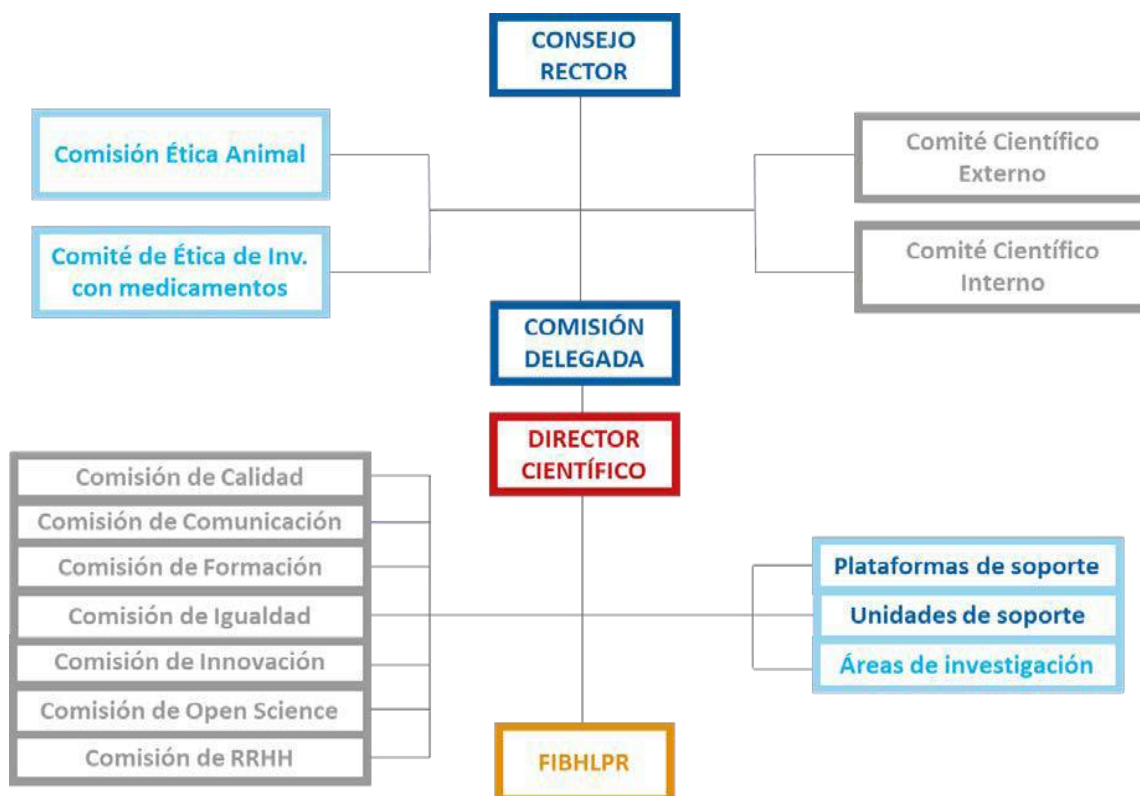 CONSEJO
RECTOR
Comisión Ética Animal
Comité de Ética de Inv.
con medicamentos
Comité Científico
Externo
Comité Científico
Interno
COMISIÓN
DELEGADA
DIRECTOR
CIENTÍFICO
Comisión de Calidad
Comisión de Comunicación
Comisión de Formación
Comisión de Igualdad
Comisión de Innovación
Comisión de Open Science
Comisión de RRHH
Plataformas de soporte
Unidades de soporte
Áreas de investigación
FIBHLPR